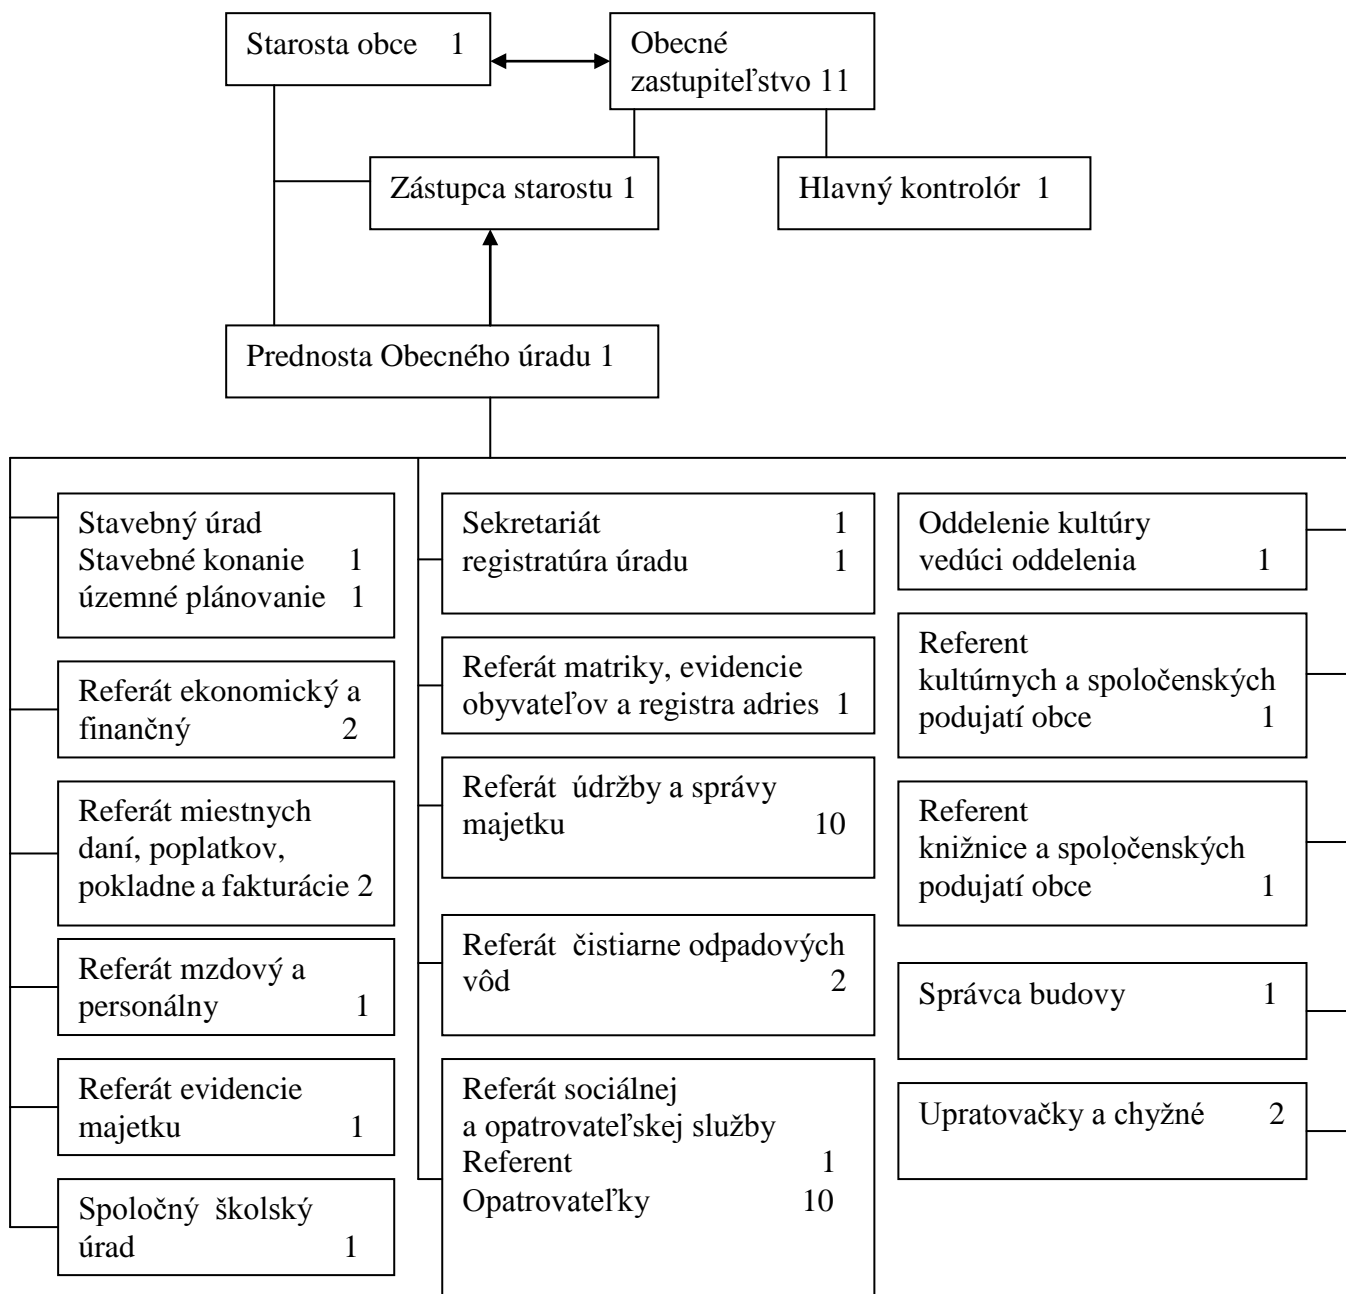 Starosta obce 1
Obecné
zastupiteľstvo 11
Zástupca starostu 1
Hlavný kontrolór 1
Prednosta Obecného úradu 1
Stavebný úrad
Stavebné konanie 1
územné plánovanie 1
Referát ekonomický a
finančný 2
Referát miestnych
daní, poplatkov,
pokladne a fakturácie 2
Referát mzdový a
personálny 1
Referát evidencie
majetku 1
Spoločný školský
úrad 1
Sekretariát 1
registratúra úradu 1
Referát matriky, evidencie
obyvateľov a registra adries 1
Referát údržby a správy
majetku 10
Referát čistiarne odpadových
vôd 2
Referát sociálnej
a opatrovateľskej služby
Referent 1
Opatrovateľky 10
Oddelenie kultúry
vedúci oddelenia 1
Referent
kultúrnych a spoločenských
podujatí obce 1
Referent
knižnice a spoločenských
podujatí obce 1
Správca budovy 1
Upratovačky a chyžné 2